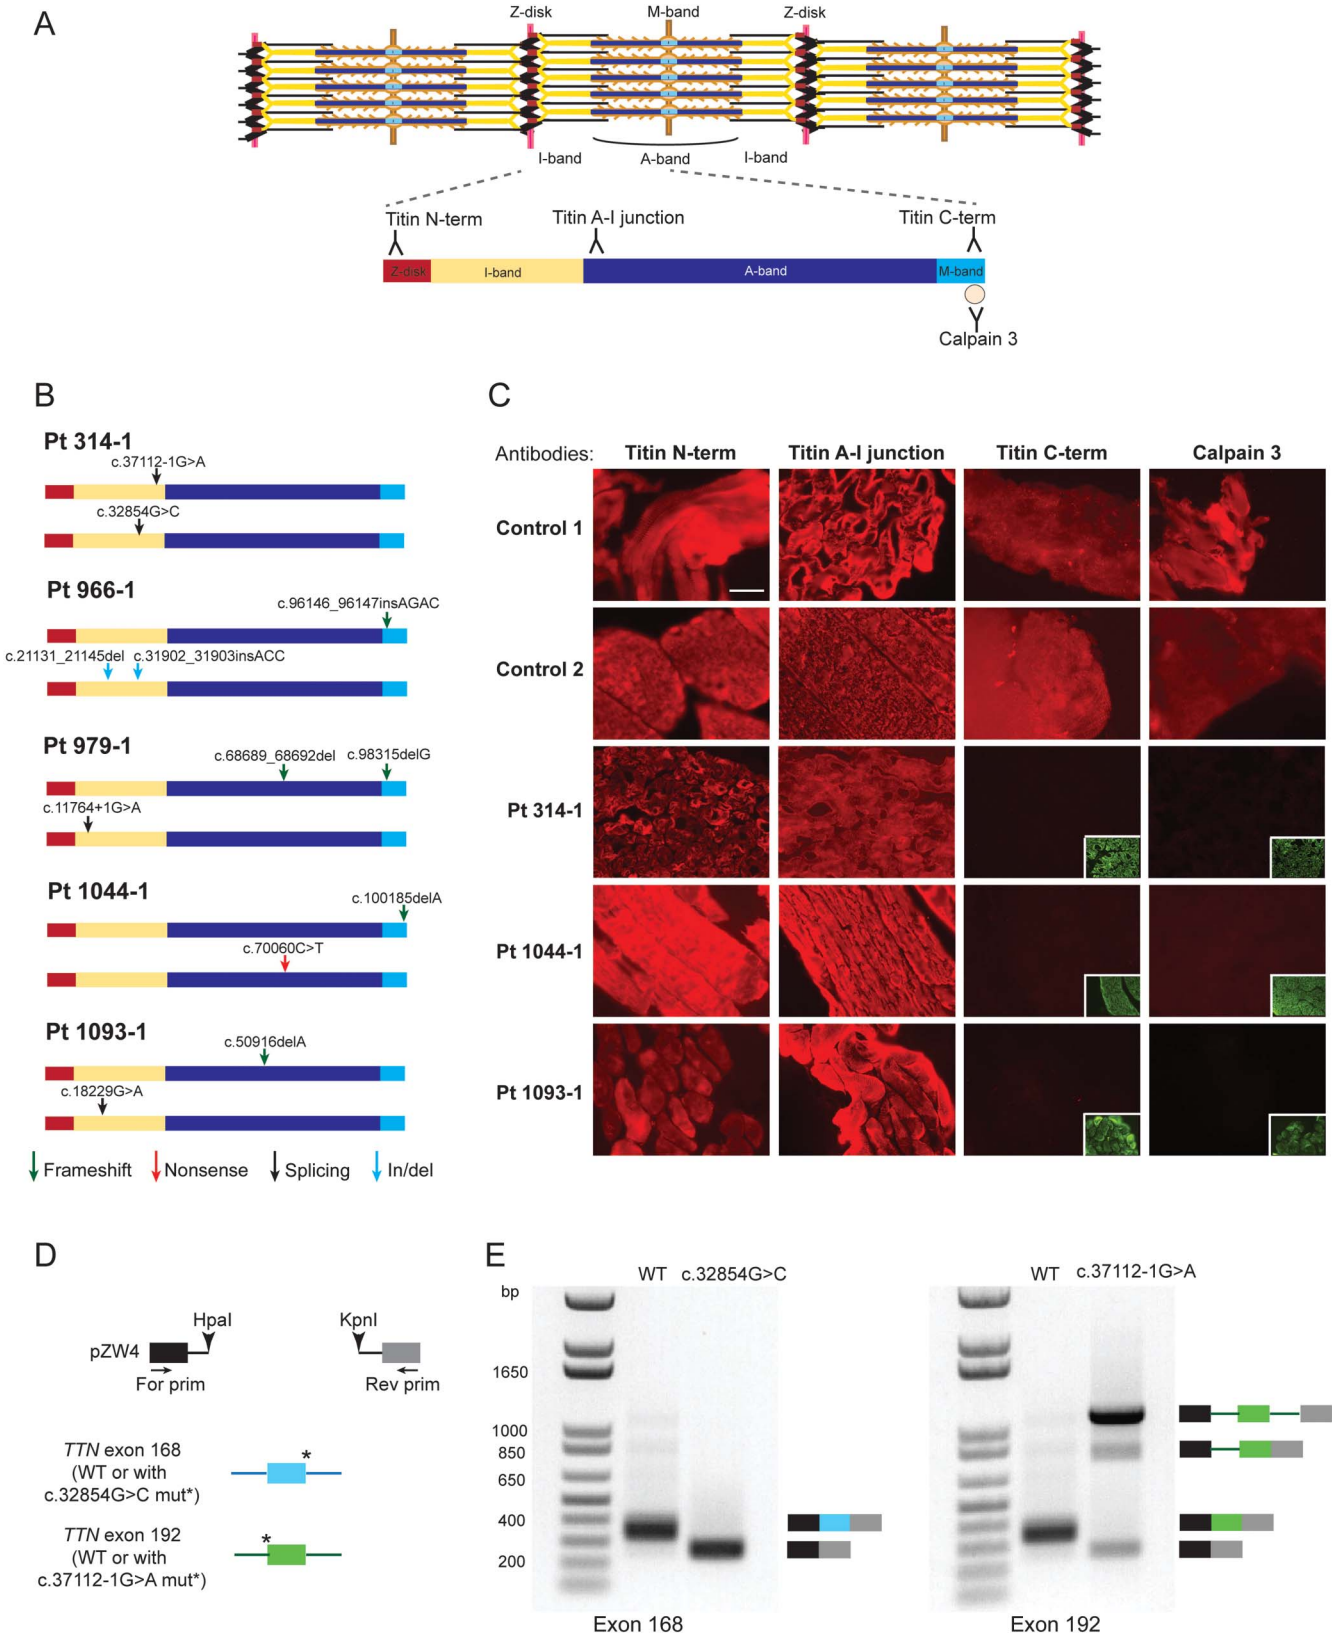 A
Z-disk M-band Z-disk
I-band A-band I-band
Titin N-term Titin A-I junction Titin C-term
Z-disk I-band A-band M-band
Calpain 3
B
Pt 314-1
c.37112-1G>A
c.32854G>C
Pt 966-1
c.96146_96147insAGAC
c.21131_21145del c.31902_31903insACC
Pt 979-1
c.68689_68692del c.98315delG
c.11764+1G>A
Pt 1044-1
c.100185delA
c.70060C>T
Pt 1093-1
c.50916delA
c.18229G>A
Frameshift Nonsense Splicing In/del
C
Antibodies: Titin N-term Titin A-I junction Titin C-term Calpain 3
Control 1
Control 2
Pt 314-1
Pt 1044-1
Pt 1093-1
D
HpaI KpnI
pZW4
For prim Rev prim
TTN exon 168
(WT or with
c.32854G>C mut*)
*
TTN exon 192
(WT or with
c.37112-1G>A mut*)
*
E
WT c.32854G>C
bp
1650
1000
850
650
400
200
Exon 168
WT c.37112-1G>A
Exon 192